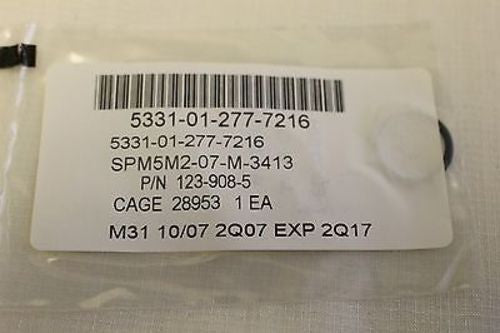 5331-01-277-7216
5331-01-277-7216
SPM5M2-07-M-3413
P/N 123-908-5
CAGE 28953 1 EA
M31 10/07 2Q07 EXP 2Q17